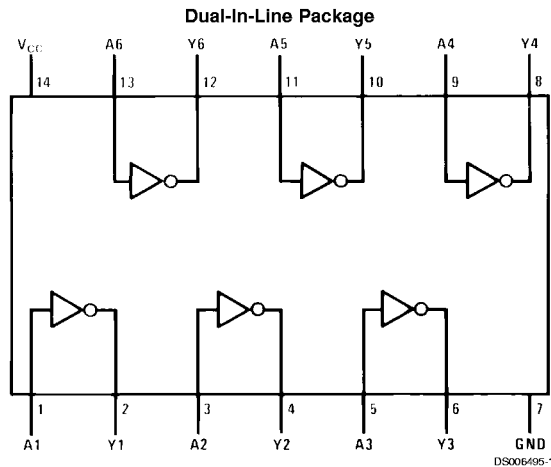 Dual-In-Line Package
VCC A6 Y6 A5 Y5 A4 Y4
14 13 12 11 10 9 8
1 2 3 4 5 6 7
A1 Y1 A2 Y2 A3 Y3 GND
DS006495-1